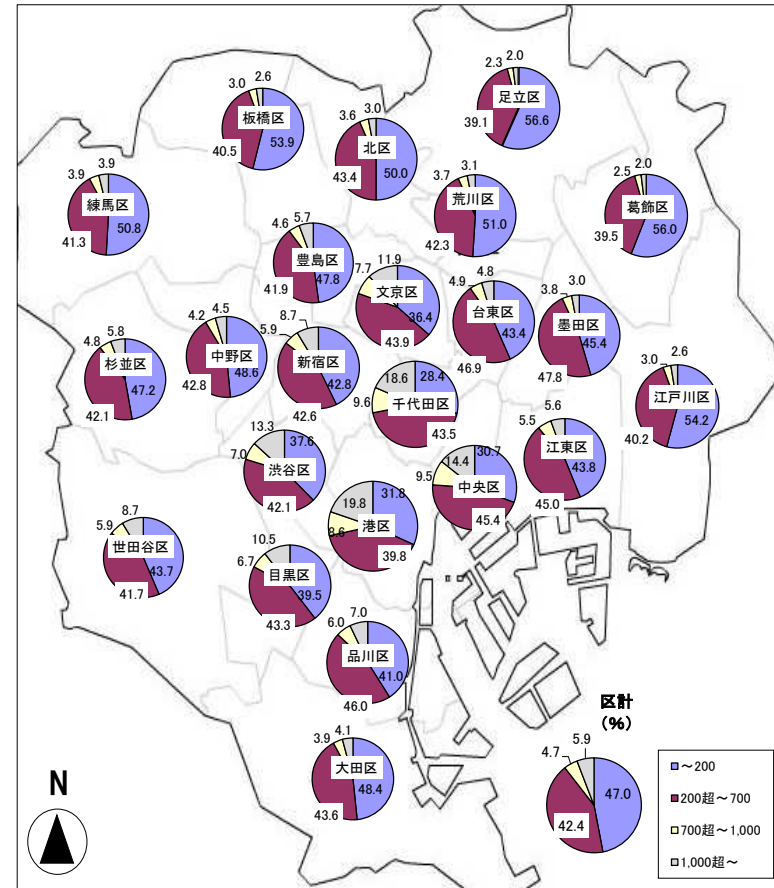 2.3 2.0
足立区
39.1 56.6
3.0 2.6
板橋区
40.5 53.9
3.6 3.0
北区
43.4 50.0
3.9 3.9
練馬区
41.3 50.8
3.7 3.1
荒川区
42.3 51.0
2.5 2.0
葛飾区
39.5 56.0
4.6 5.7
豊島区
41.9 47.8
7.7 11.9
文京区
43.9 36.4
4.9 4.8
台東区
46.9 43.4
3.8 3.0
墨田区
47.8 45.4
4.8 5.8
杉並区
42.1 47.2
4.2 4.5
中野区
42.8 48.6
5.9 8.7
新宿区
42.6 42.8
18.6 28.4
千代田区
9.6 43.5
3.0 2.6
江戸川区
40.2 54.2
13.3 37.6
7.0
渋谷区
42.1
14.4 30.7
9.5
中央区
45.4
5.5 5.6
江東区
45.0 43.8
19.8 31.8
港区
8.6 39.8
5.9 8.7
世田谷区
41.7 43.7
6.7 10.5
目黒区
43.3 39.5
6.0 7.0
品川区
46.0 41.0
3.9 4.1
大田区
43.6 48.4
区計
(%)
4.7 5.9
42.4 47.0
N
～200
200超～700
700超～1,000
1,000超～